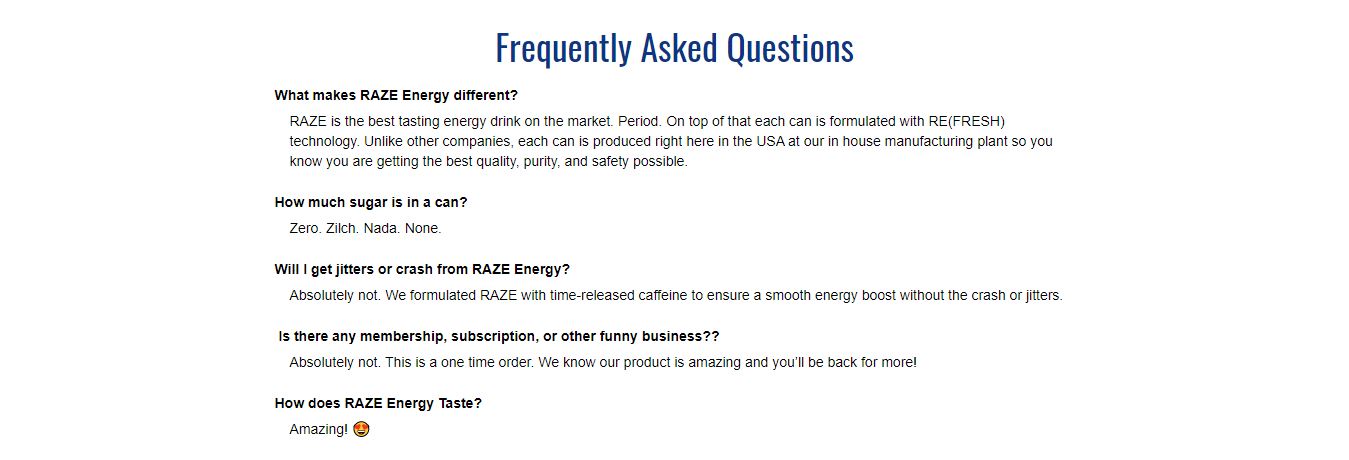 Frequently Asked Questions
What makes RAZE Energy different?
RAZE is the best tasting energy drink on the market. Period. On top of that each can is formulated with RE(FRESH)
technology. Unlike other companies, each can is produced right here in the USA at our in house manufacturing plant so you
know you are getting the best quality, purity, and safety possible.
How much sugar is in a can?
Zero. Zilch. Nada. None.
Will I get jitters or crash from RAZE Energy?
Absolutely not. We formulated RAZE with time-released caffeine to ensure a smooth energy boost without the crash or jitters.
Is there any membership, subscription, or other funny business??
Absolutely not. This is a one time order. We know our product is amazing and you’ll be back for more!
How does RAZE Energy Taste?
Amazing! 🤩